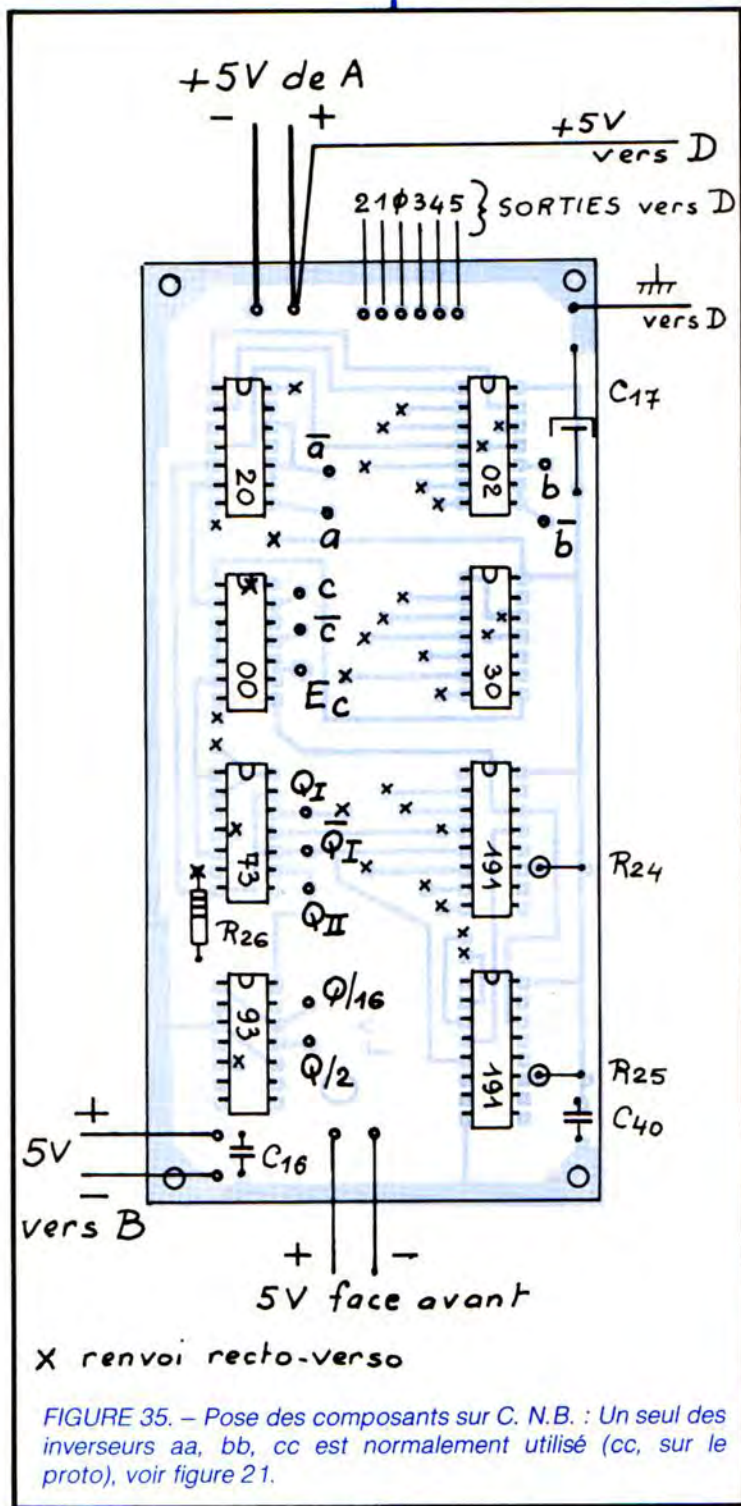 +5V de A
- +
+5V
vers D
21φ345 } SORTIES vers D
vers D
C17
20
a̅
a
02
b
b̅
00
c
c̅
Ec
30
73
QI
Q̅I
QII
191
R24
R26
93
Q/16
Q/2
191
R25
C40
+
5V
-
vers B
C16
+ -
5V face avant
X renvoi recto-verso
FIGURE 35. – Pose des composants sur C. N.B. : Un seul des
inverseurs aa, bb, cc est normalement utilisé (cc, sur le
proto), voir figure 21.